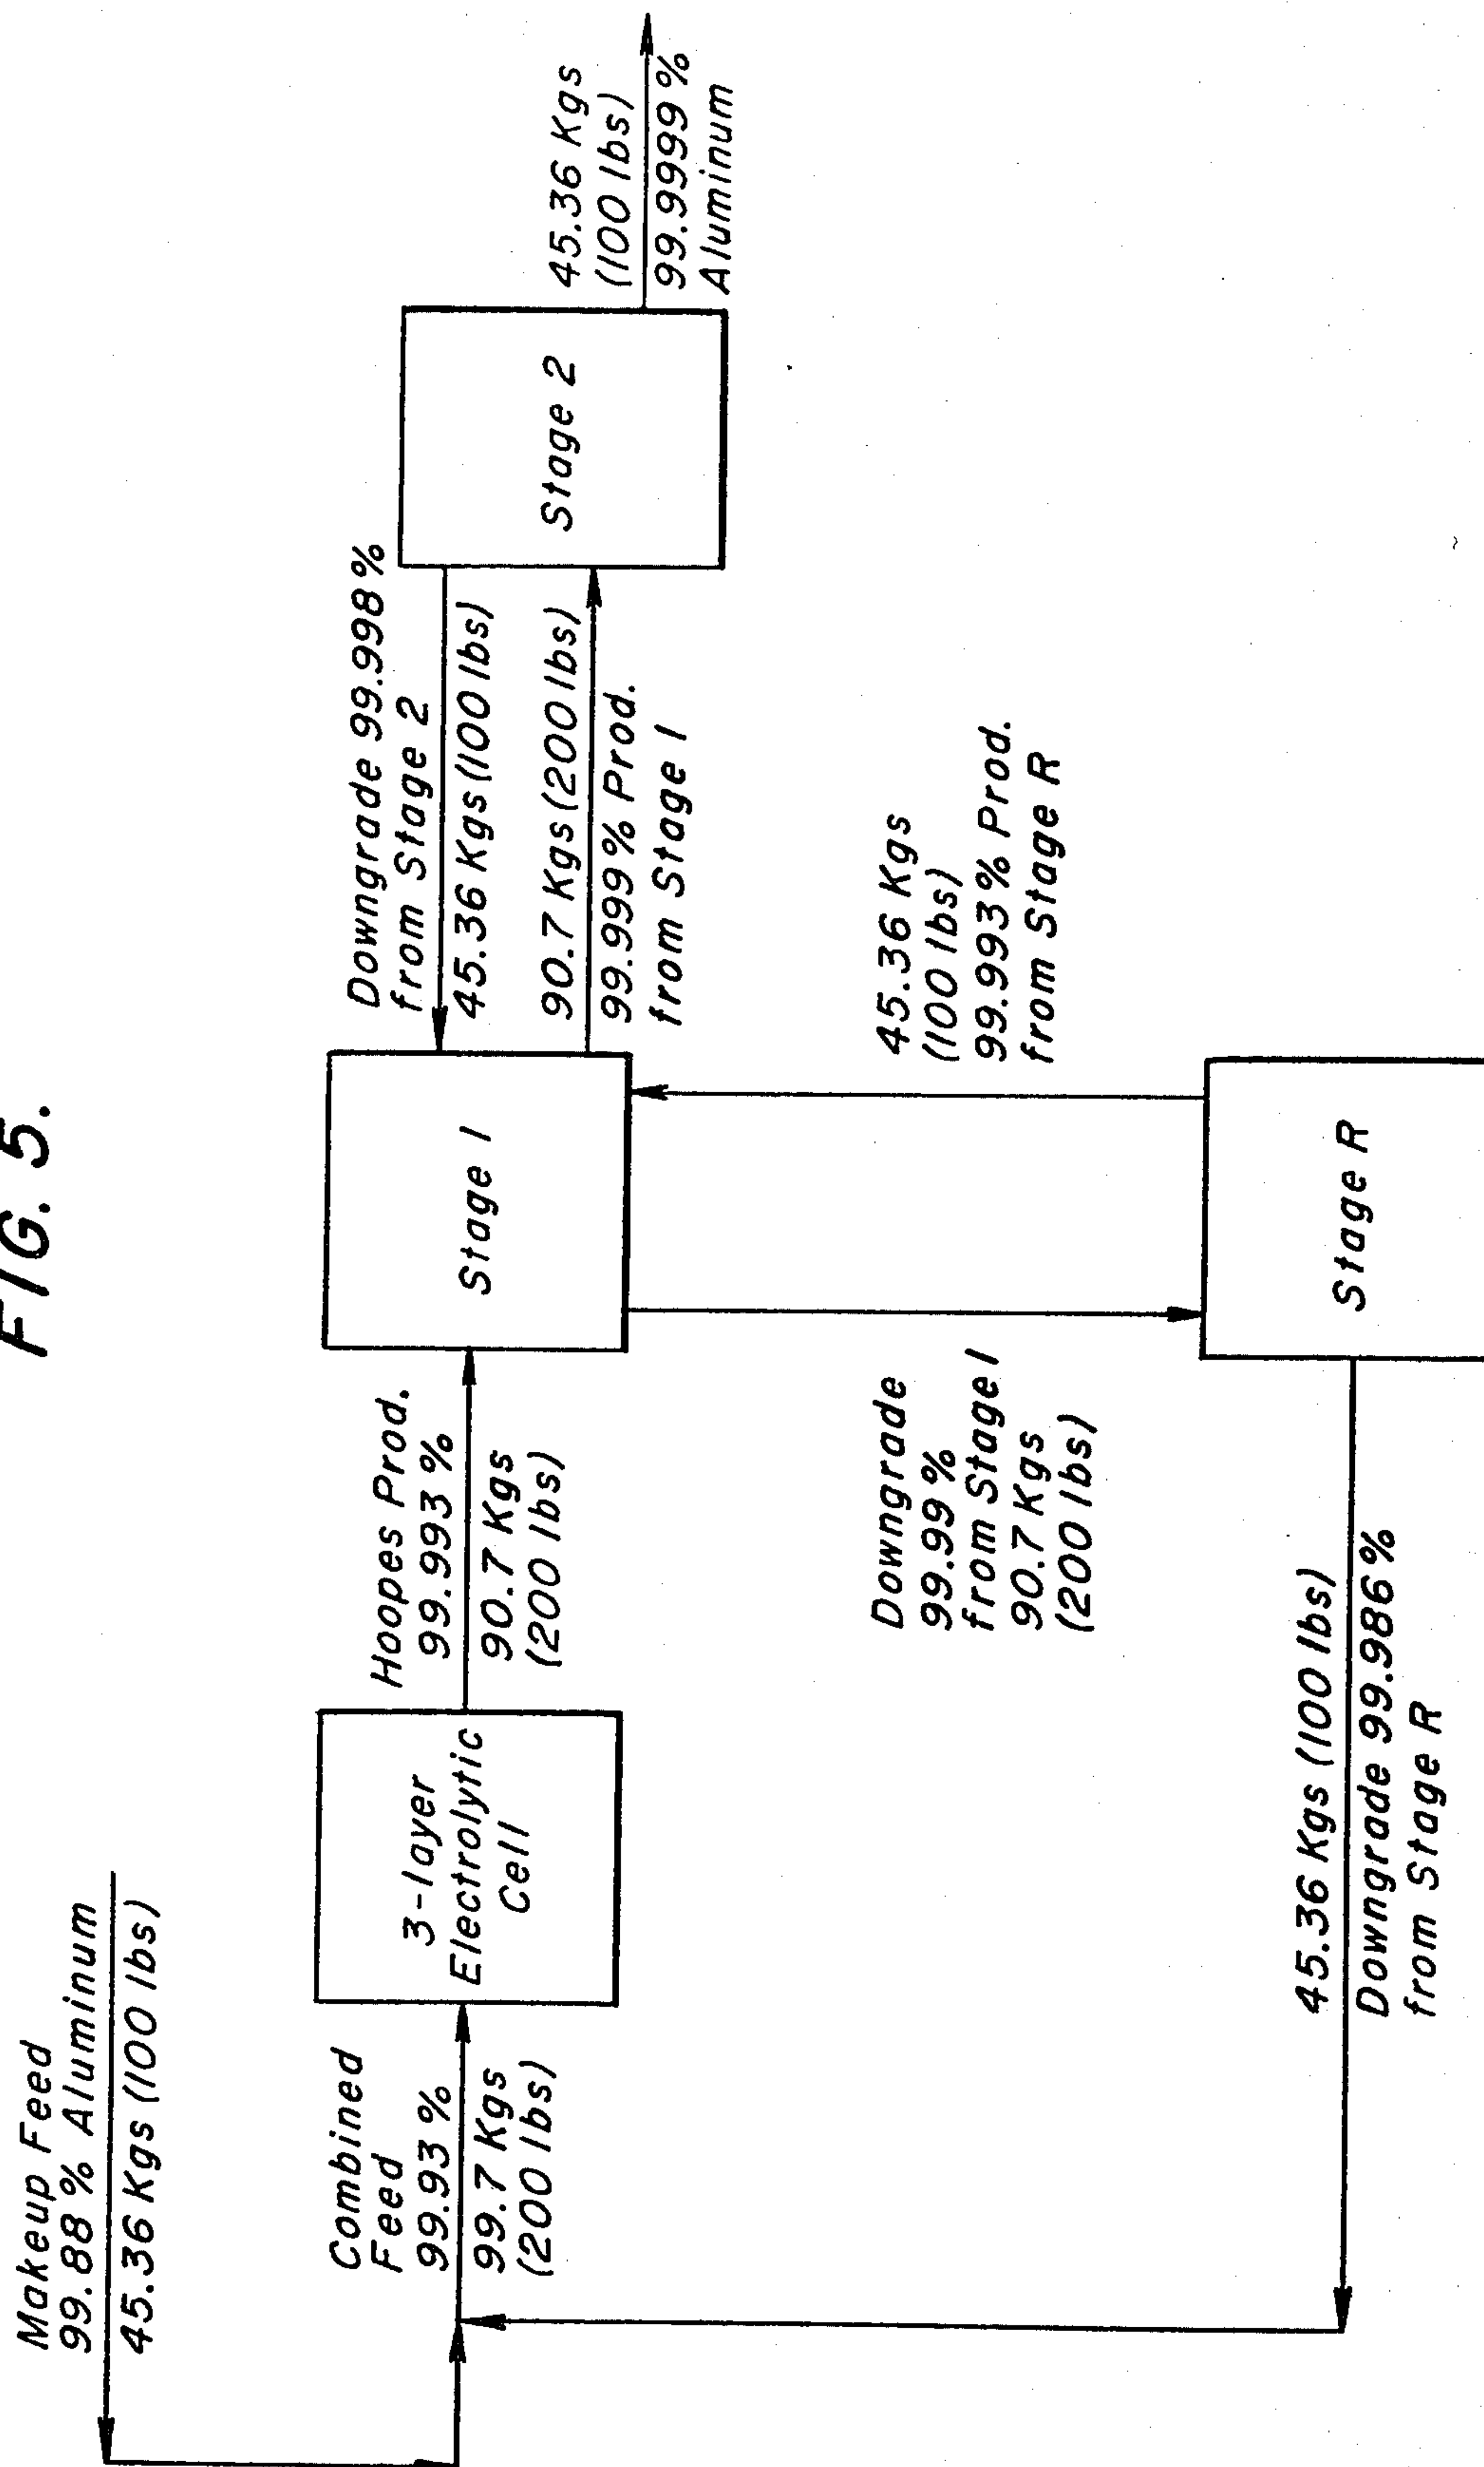 FIG. 5.
Makeup Feed
99.88 % Aluminum
45.36 Kgs (100 lbs)
Combined
Feed
99.93 %
99.7 Kgs
(200 lbs)
3-layer
Electrolytic
Cell
Hoopes Prod.
99.993 %
90.7 Kgs
(200 lbs)
Stage 1
Downgrade 99.998%
from Stage 2
45.36 Kgs (100 lbs)
90.7 Kgs (200 lbs)
99.999% Prod.
from Stage 1
Stage 2
45.36 Kgs
(100 lbs)
99.9999 %
Aluminum
Downgrade
99.99%
from Stage 1
90.7 Kgs
(200 lbs)
45.36 Kgs
(100 lbs)
99.993% Prod.
from Stage R
Stage R
45.36 Kgs (100 lbs)
Downgrade 99.986%
from Stage R